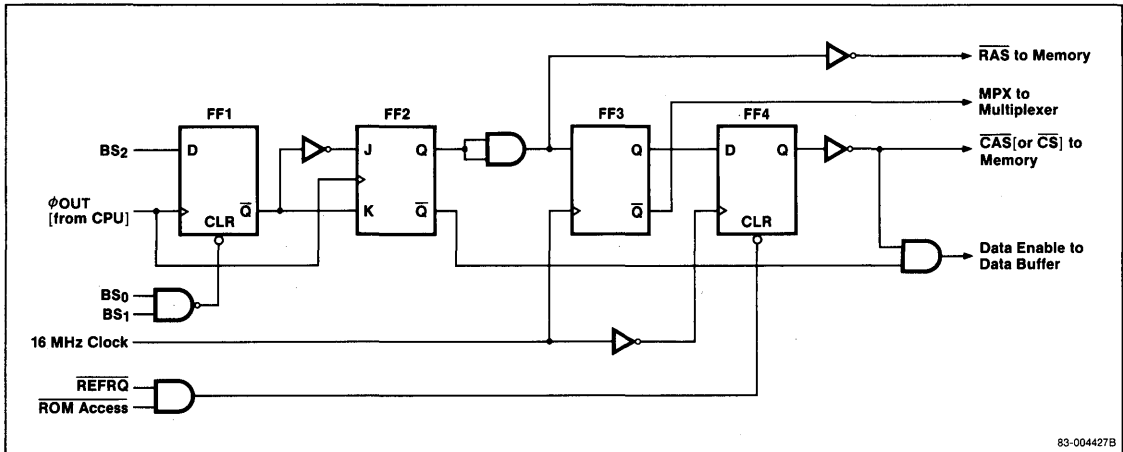 RAS to Memory
MPX to
Multiplexer
FF1
FF2
FF3
FF4
BS2
D
J
Q
Q
D
Q
CAS [or CS] to
Memory
ϕOUT
[from CPU]
Q̅
CLR
K
Q̅
Q̅
CLR
Data Enable to
Data Buffer
BS0
BS1
16 MHz Clock
REFRQ
ROM Access
83-004427B